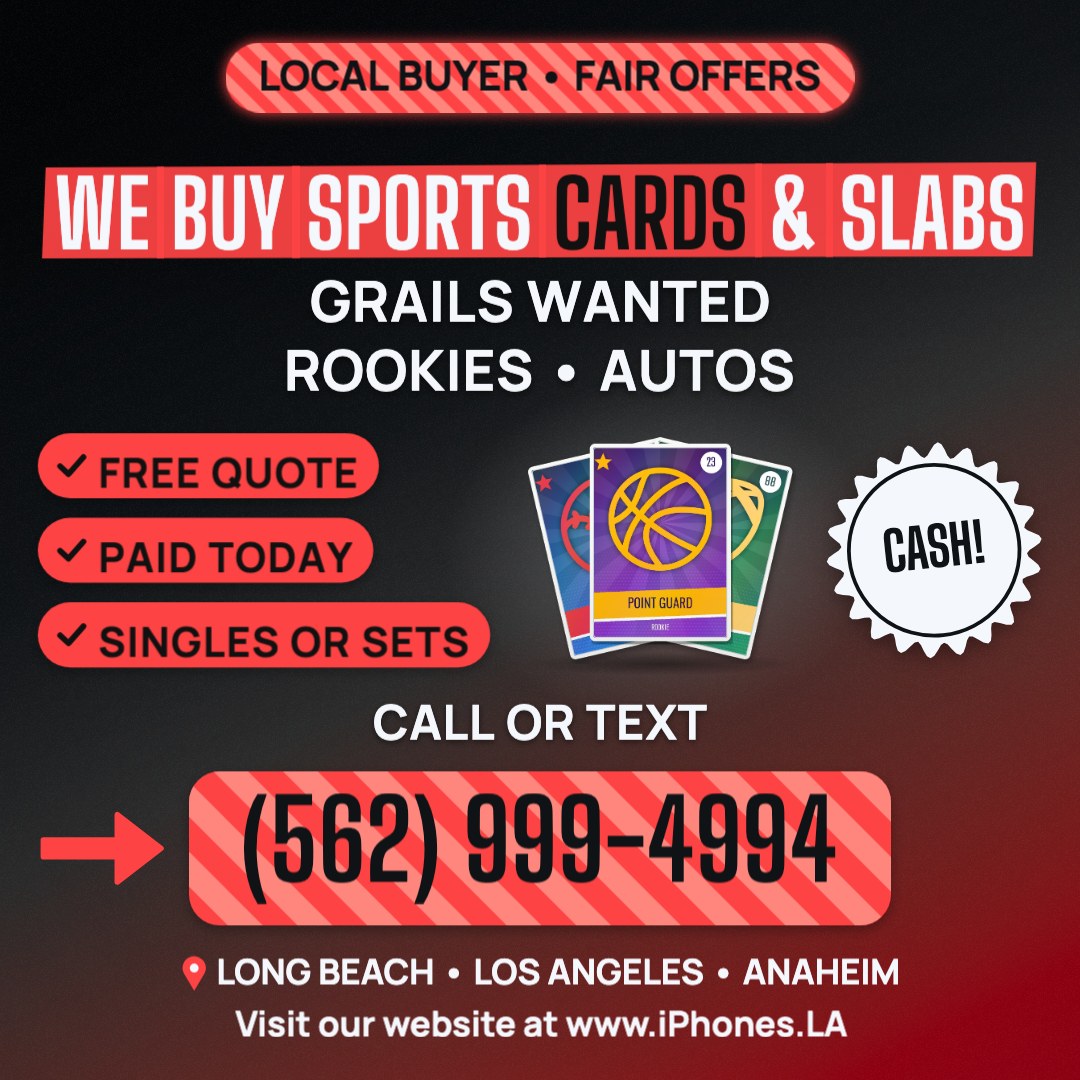 LOCAL BUYER • FAIR OFFERS
WE BUY SPORTS CARDS & SLABS
GRAILS WANTED
ROOKIES • AUTOS
FREE QUOTE
PAID TODAY
SINGLES OR SETS
23
88
POINT GUARD
ROOKIE
CASH!
CALL OR TEXT
(562) 999-4994
LONG BEACH • LOS ANGELES • ANAHEIM
Visit our website at www.iPhones.LA